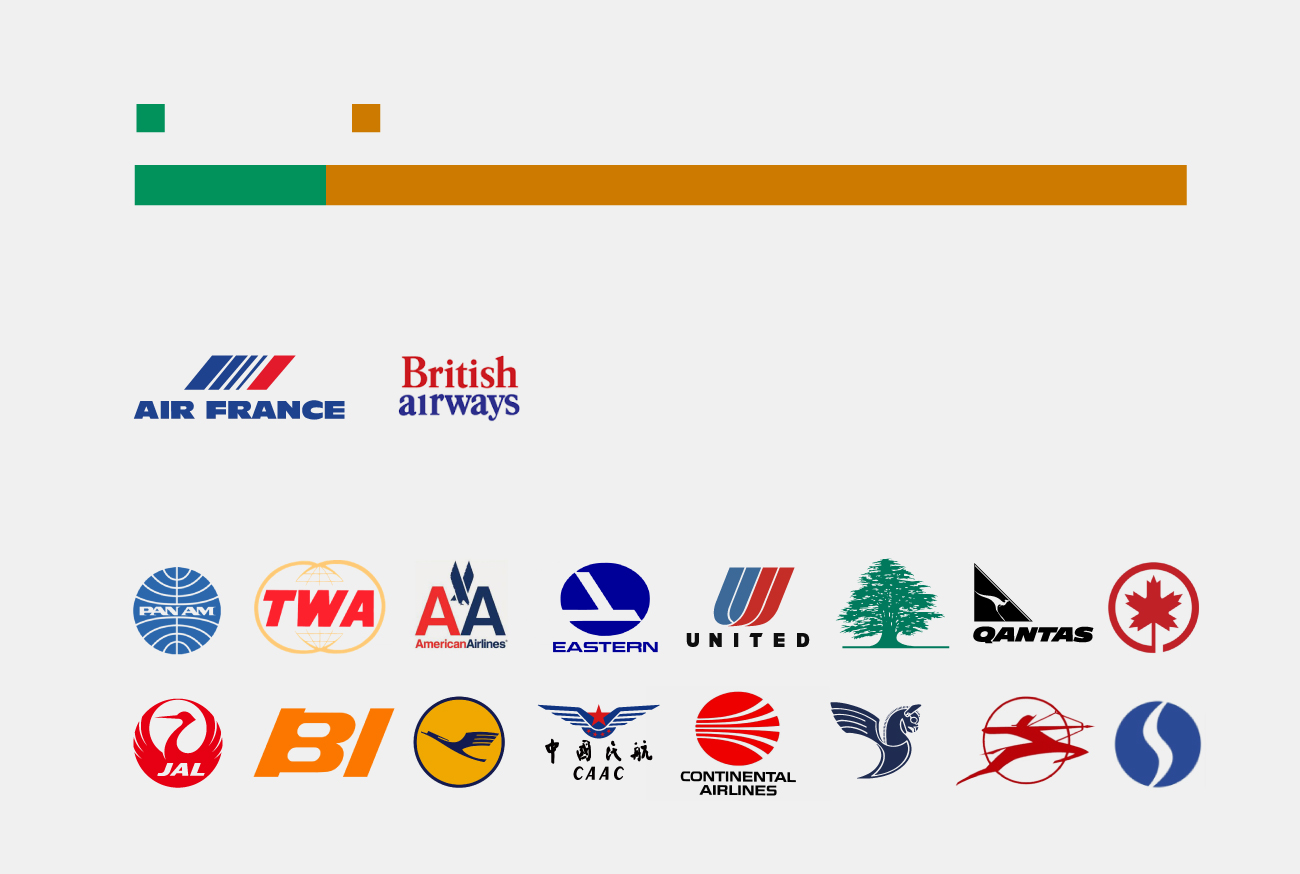 AIR FRANCE
British
airways
PAN AM
TWA
AA
AmericanAirlines
EASTERN
UNITED
QANTAS
JAL
BI
中國民航
CAAC
CONTINENTAL
AIRLINES